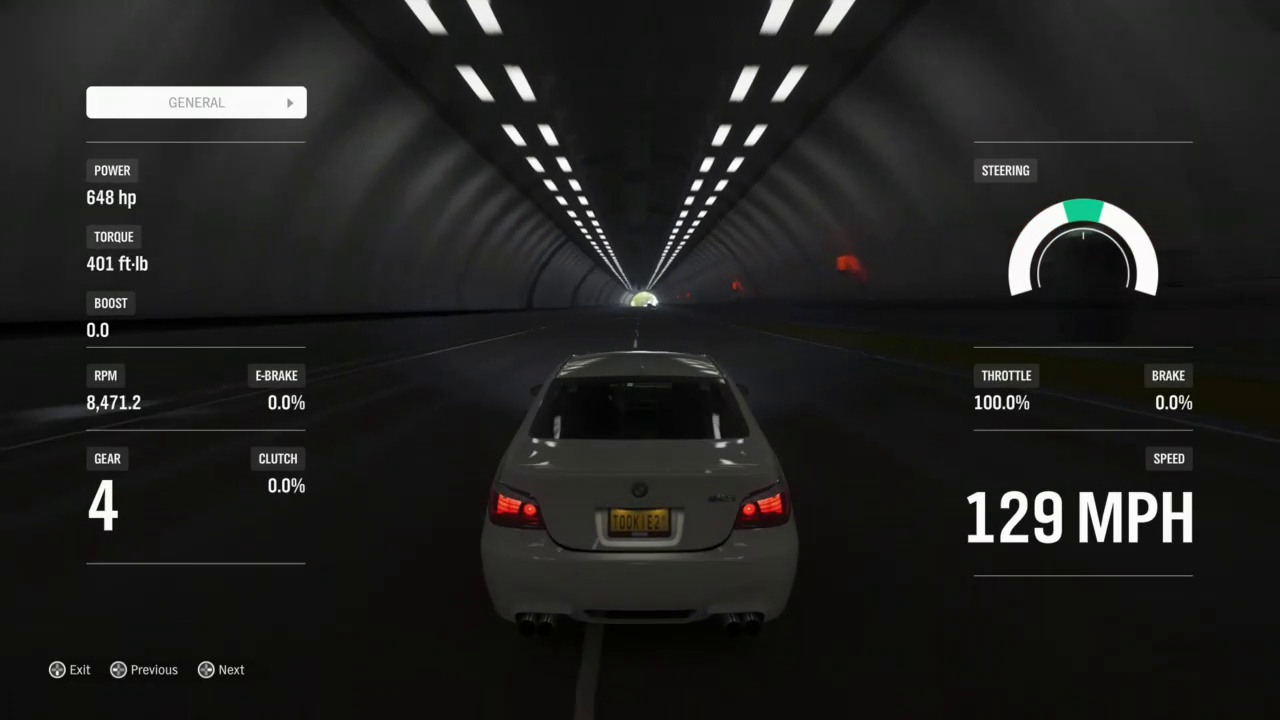 GENERAL
POWER
648 hp
TORQUE
401 ft·lb
BOOST
0.0
RPM
E-BRAKE
8,471.2
0.0%
GEAR
CLUTCH
4
0.0%
STEERING
THROTTLE
BRAKE
100.0%
0.0%
SPEED
129 MPH
TOOKIE2
Exit
Previous
Next